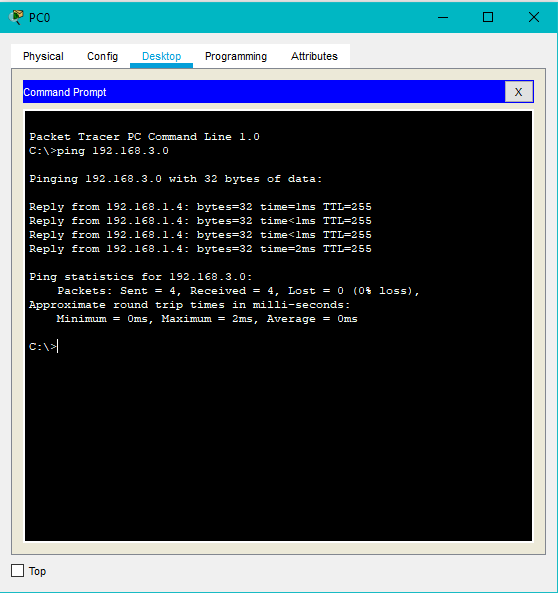 PC0
Physical Config Desktop Programming Attributes
Command Prompt
X
Packet Tracer PC Command Line 1.0
C:\>ping 192.168.3.0
Pinging 192.168.3.0 with 32 bytes of data:
Reply from 192.168.1.4: bytes=32 time=1ms TTL=255
Reply from 192.168.1.4: bytes=32 time<1ms TTL=255
Reply from 192.168.1.4: bytes=32 time<1ms TTL=255
Reply from 192.168.1.4: bytes=32 time=2ms TTL=255
Ping statistics for 192.168.3.0:
Packets: Sent = 4, Received = 4, Lost = 0 (0% loss),
Approximate round trip times in milli-seconds:
Minimum = 0ms, Maximum = 2ms, Average = 0ms
C:\>
Top